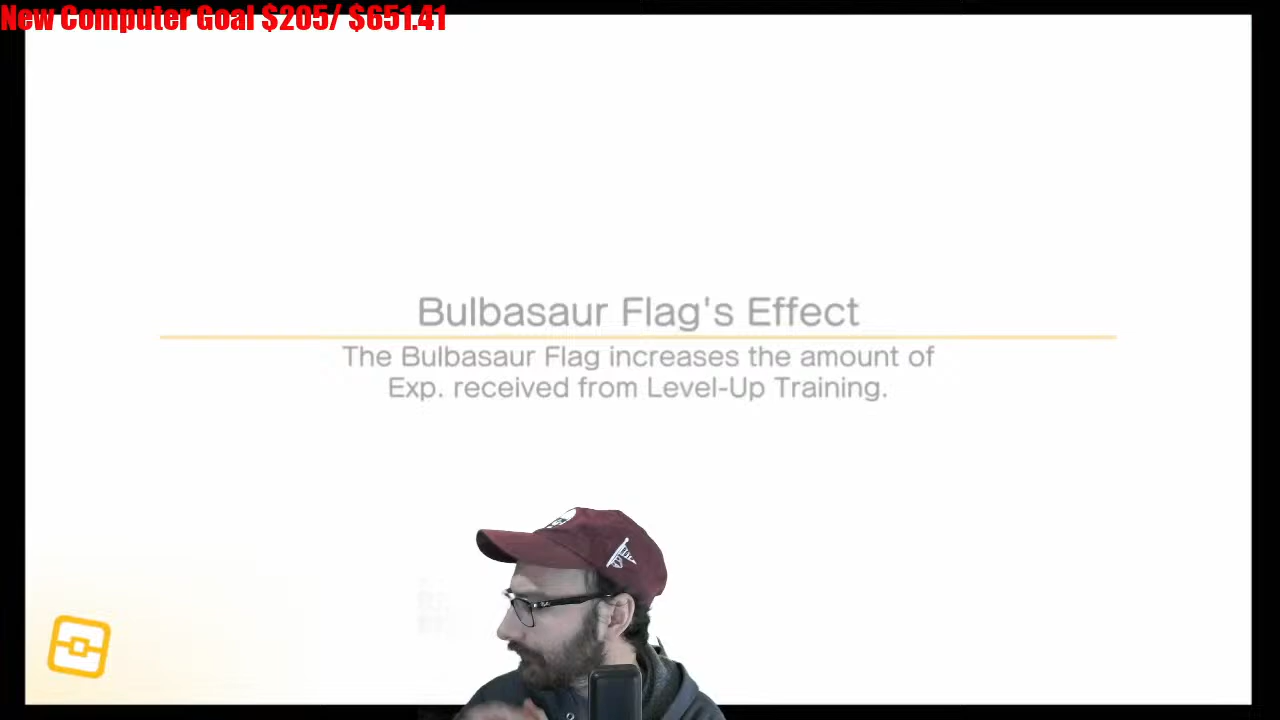 New Computer Goal $205/ $651.41
Bulbasaur Flag's Effect
The Bulbasaur Flag increases the amount of
Exp. received from Level-Up Training.